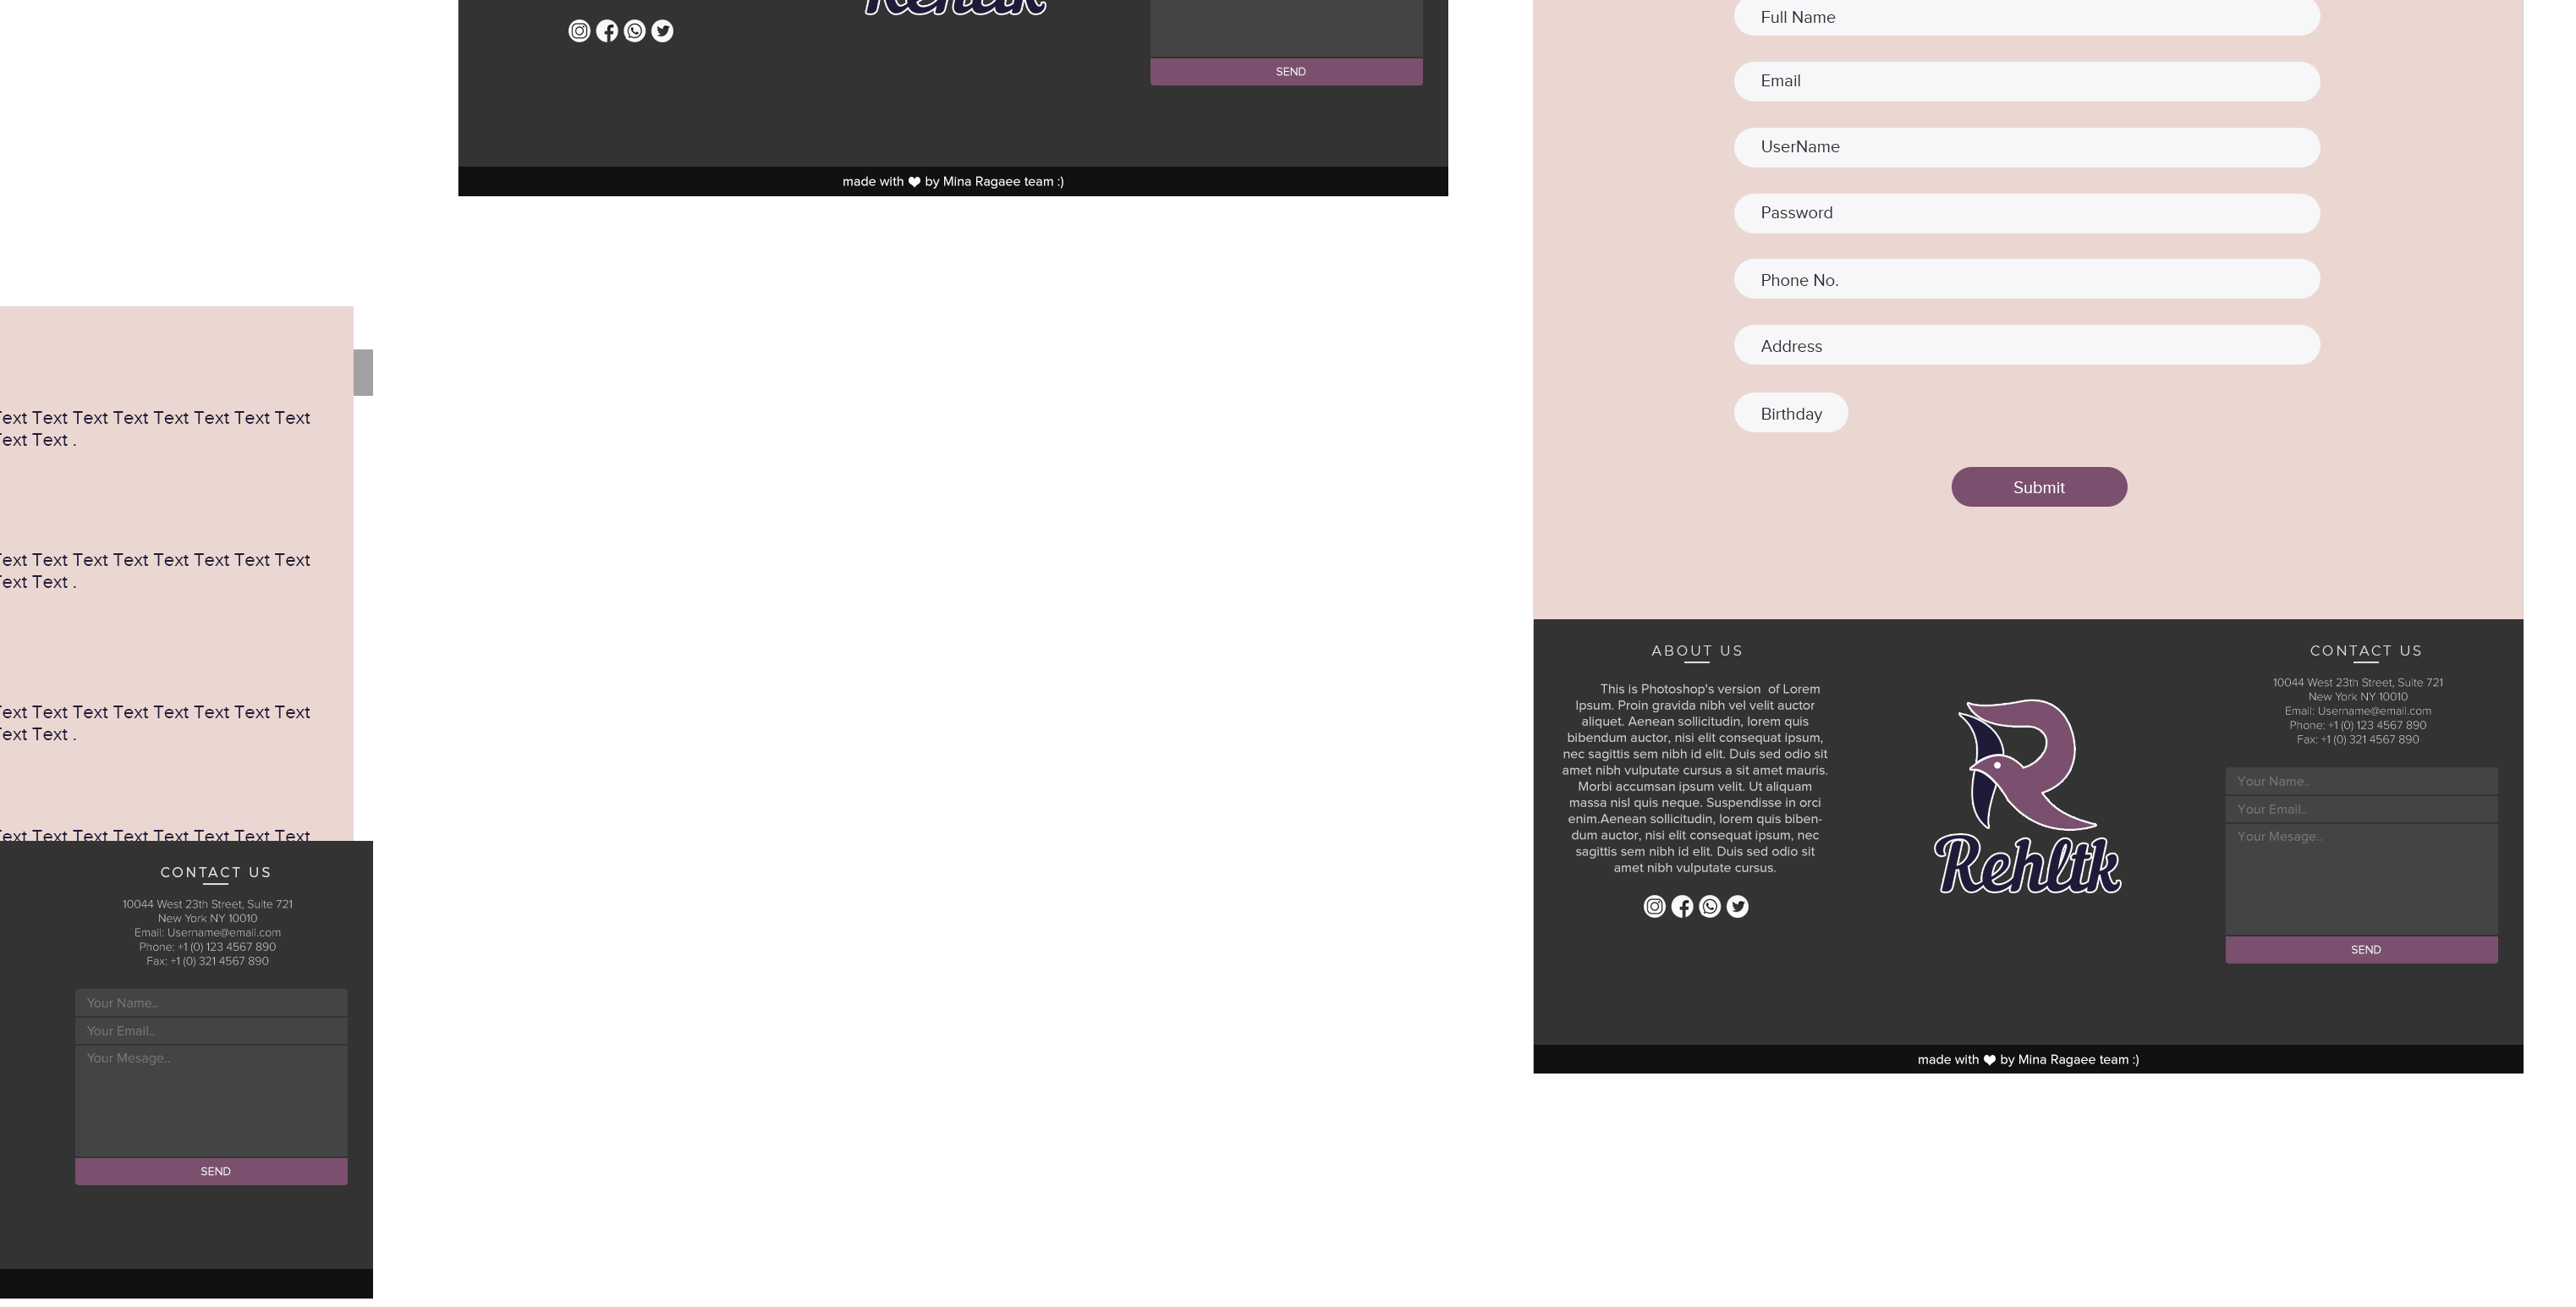 SEND
made with ❤ by Mina Ragaee team :)
Text Text Text Text Text Text Text Text
Text Text .
Text Text Text Text Text Text Text Text
Text Text .
Text Text Text Text Text Text Text Text
Text Text .
Text Text Text Text Text Text Text Text
CONTACT US
10044 West 23th Street, Suite 721
New York NY 10010
Email: Username@email.com
Phone: +1 (0) 123 4567 890
Fax: +1 (0) 321 4567 890
Your Name..
Your Email..
Your Mesage..
SEND
Full Name
Email
UserName
Password
Phone No.
Address
Birthday
Submit
ABOUT US
This is Photoshop's version  of Lorem
Ipsum. Proin gravida nibh vel velit auctor
aliquet. Aenean sollicitudin, lorem quis
bibendum auctor, nisi elit consequat ipsum,
nec sagittis sem nibh id elit. Duis sed odio sit
amet nibh vulputate cursus a sit amet mauris.
Morbi accumsan ipsum velit. Ut aliquam
massa nisl quis neque. Suspendisse in orci
enim.Aenean sollicitudin, lorem quis biben-
dum auctor, nisi elit consequat ipsum, nec
sagittis sem nibh id elit. Duis sed odio sit
amet nibh vulputate cursus.
Rehltk
CONTACT US
10044 West 23th Street, Suite 721
New York NY 10010
Email: Username@email.com
Phone: +1 (0) 123 4567 890
Fax: +1 (0) 321 4567 890
Your Name..
Your Email..
Your Mesage..
SEND
made with ❤ by Mina Ragaee team :)